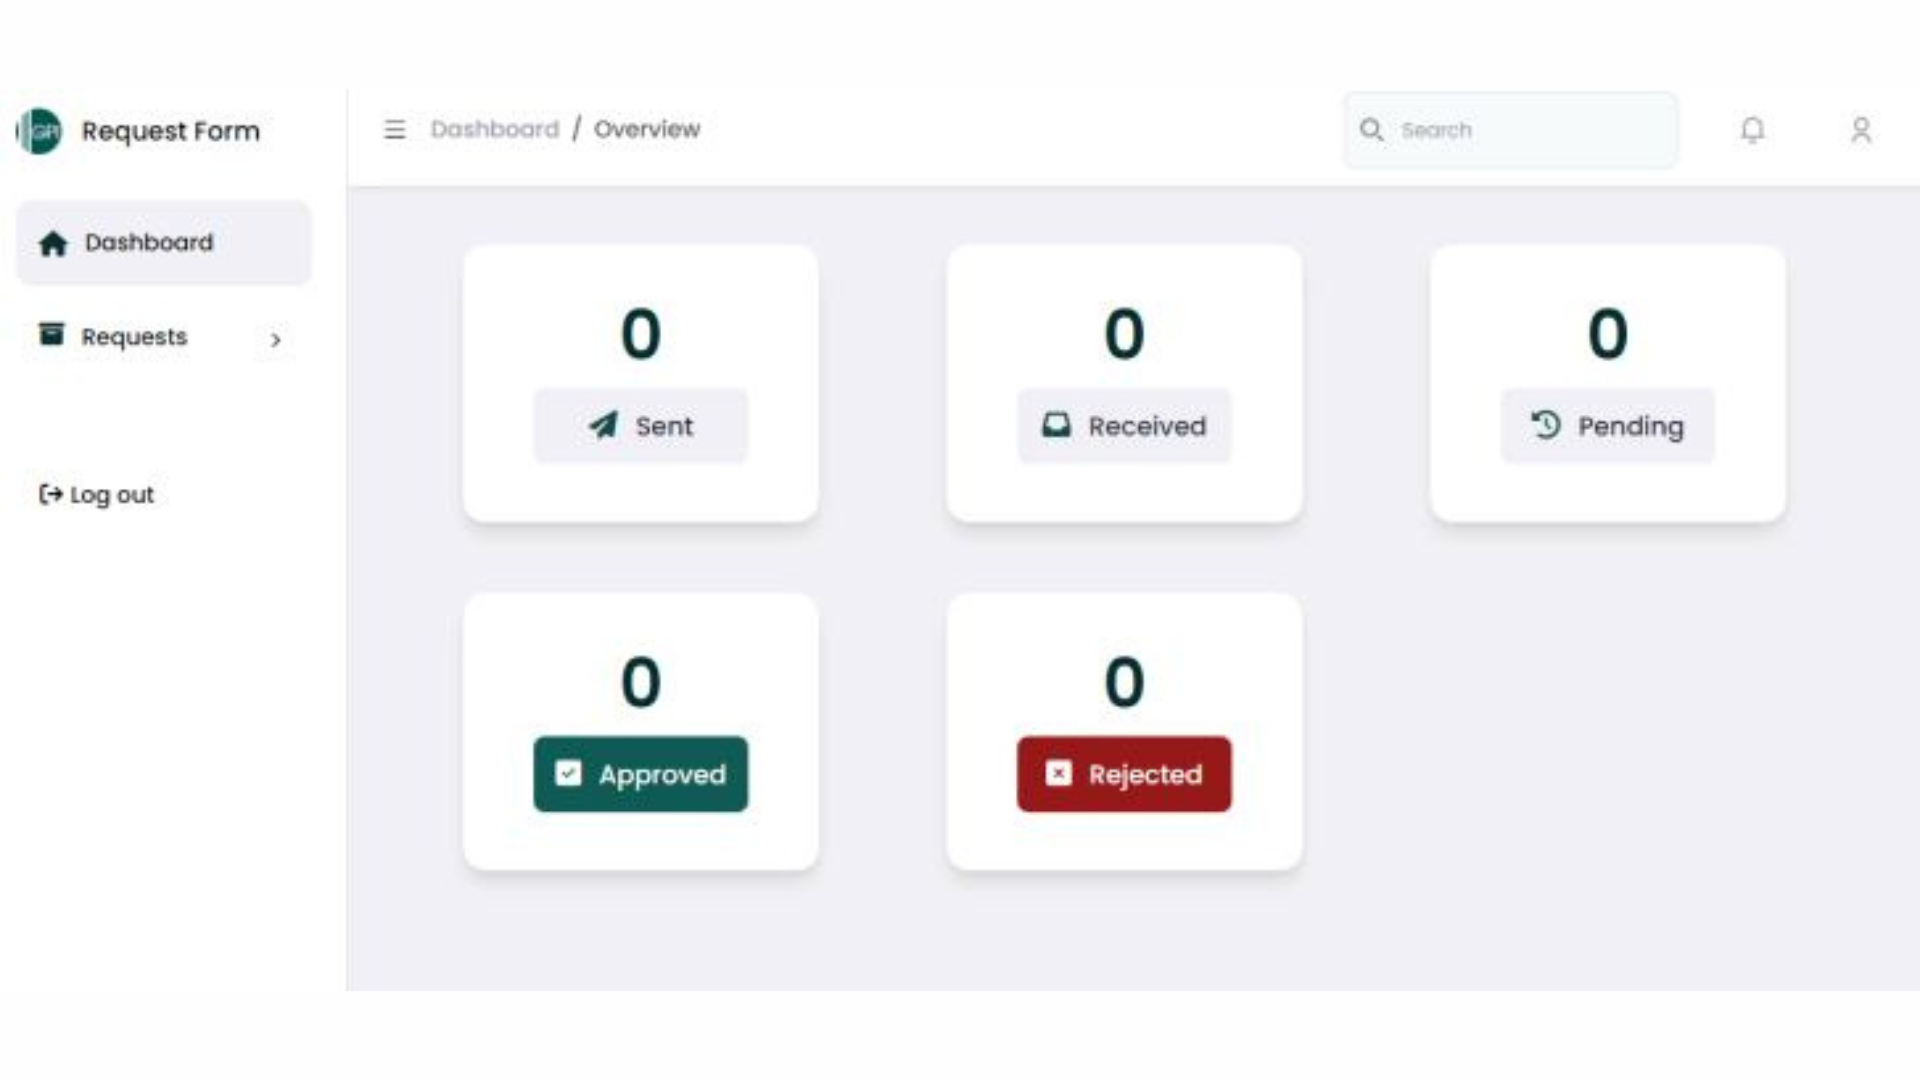 Request Form
Dashboard / Overview
Search
Dashboard
Requests
Log out
0
Sent
0
Received
0
Pending
0
Approved
0
Rejected